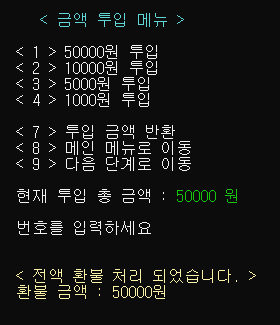 < 금액 투입 메뉴 >
< 1 > 50000원 투입
< 2 > 10000원 투입
< 3 > 5000원 투입
< 4 > 1000원 투입
< 7 > 투입 금액 반환
< 8 > 메인 메뉴로 이동
< 9 > 다음 단계로 이동
현재 투입 총 금액 : 50000 원
번호를 입력하세요
< 전액 환불 처리 되었습니다. >
환불 금액 : 50000원